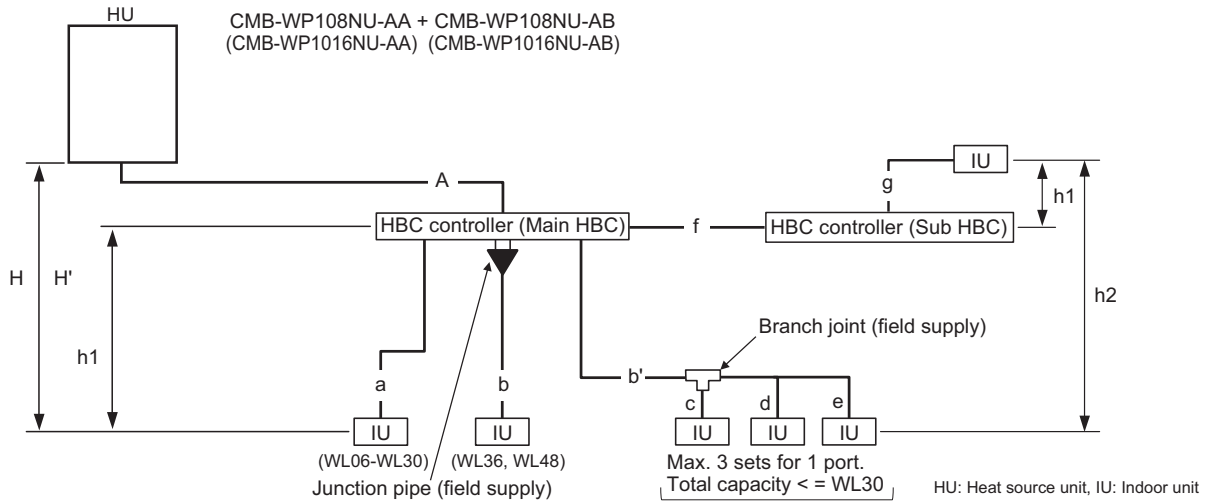 HU
CMB-WP108NU-AA + CMB-WP108NU-AB
(CMB-WP1016NU-AA) (CMB-WP1016NU-AB)
IU
A
g
h1
HBC controller (Main HBC)
f
HBC controller (Sub HBC)
H
H'
h2
h1
Branch joint (field supply)
a
b
b'
c
d
e
IU
IU
IU
IU
IU
(WL06-WL30)
(WL36, WL48)
Max. 3 sets for 1 port.
Total capacity < = WL30
Junction pipe (field supply)
HU: Heat source unit, IU: Indoor unit